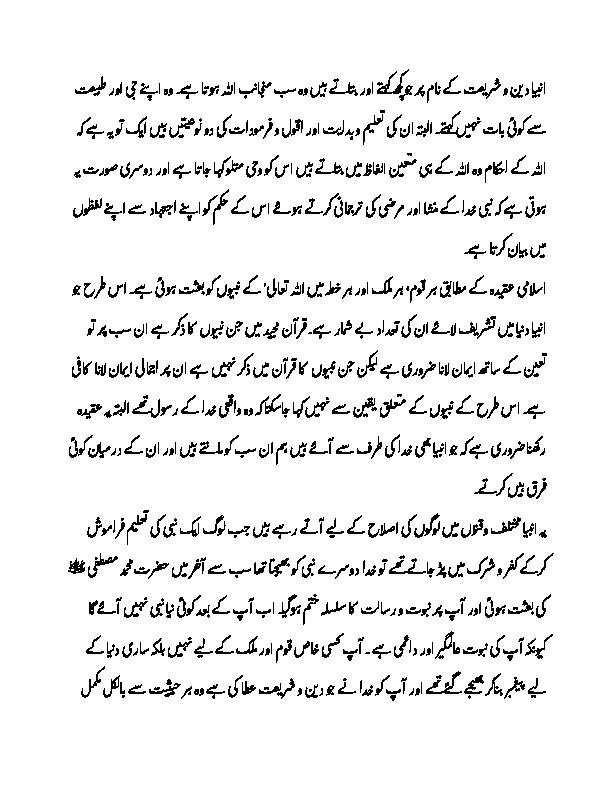 انبیا دین و شریعت کے نام پر جو کچھ کہتے اور بتاتے ہیں وہ سب منجانب اللہ ہوتا ہے۔ وہ اپنے جی اور طبیعت
سے کوئی بات نہیں کہتے۔ البتہ ان کی تعلیم و ہدایت اور اقول و فرمودات کی دو نوعیتیں ہیں ایک تو یہ ہے کہ
اللہ کے احکام وہ اللہ کے ہی متعین الفاظ میں بتاتے ہیں اس کو وحی متلو کہا جاتا ہے اور دوسری صورت یہ
ہوتی ہے کہ نبی خدا کے منشا اور مرضی کی ترجمانی کرتے ہوئے اس کے حکم کو اپنے اجتہاد سے اپنے لفظوں
میں بیان کرتا ہے۔
اسلامی عقیدہ کے مطابق ہر قوم، ہر ملک اور ہر خطہ میں اللہ تعالیٰ کے نبیوں کو بعثت ہوئی ہے۔ اس طرح جو
انبیا دنیا میں تشریف لائے ان کی تعداد بے شمار ہے۔ قرآن مجید میں جن نبیوں کا ذکر ہے ان سب پر تو
تعین کے ساتھ ایمان لانا ضروری ہے لیکن جن نبیوں کا قرآن میں ذکر نہیں ہے ان پر اجمالی ایمان لانا کافی
ہے۔ اس طرح کے نبیوں کے متعلق یقین سے نہیں کہا جاسکتا کہ وہ واقعی خدا کے رسول تھے البتہ یہ عقیدہ
رکھنا ضروری ہے کہ جو انبیا بھی خدا کی طرف سے آئے ہیں ہم ان سب کو مانتے ہیں اور ان کے درمیان کوئی
فرق ہیں کرتے۔
یہ انبیا مختلف وقتوں میں لوگوں کی اصلاح کے لیے آتے رہے ہیں جب لوگ ایک نبی کی تعلیم فراموش
کرکے کفر و شرک میں پڑ جاتے تھے تو خدا دوسرے نبی کو بھیجتا تھا سب سے آخر میں حضرت محمد مصطفی ﷺ
کی بعثت ہوئی اور آپ پر نبوت و رسالت کا سلسلہ ختم ہوگیا۔ اب آپ کے بعد کوئی نیا نبی نہیں آئے گا
کیونکہ آپ کی نبوت عالمگیر اور دائمی ہے۔ آپ کسی خاص قوم اور ملک کے لیے نہیں بلکہ ساری دنیا کے
لیے پیغمبر بناکر بھیجے گئے تھے اور آپ کو خدا نے جو دین و شریعت عطا کی ہے وہ ہر حیثیت سے بالکل مکمل